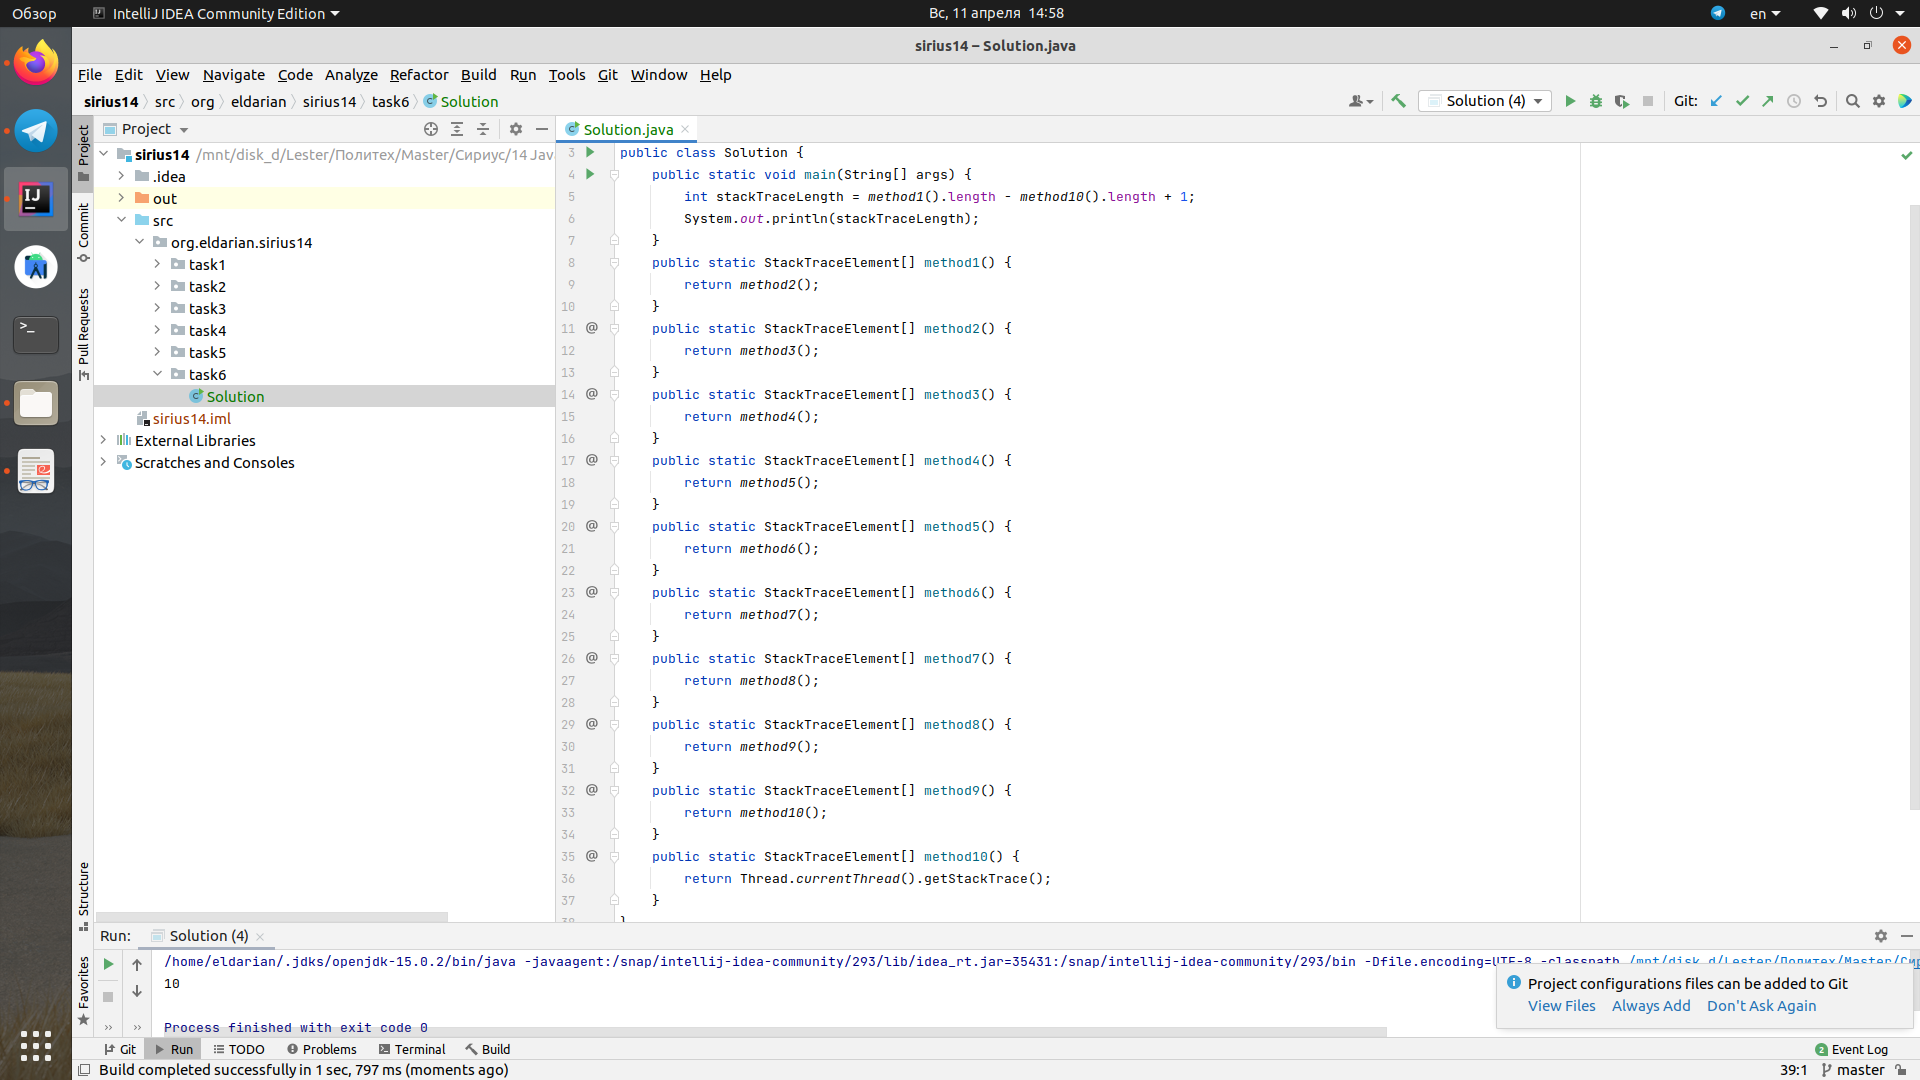 Обзор IntelliJ IDEA Community Edition Вс, 11 апреля 14:58 en
sirius14 – Solution.java
File Edit View Navigate Code Analyze Refactor Build Run Tools Git Window Help
sirius14 src org eldarian sirius14 task6 Solution Solution (4) Git:
Project
Commit
Pull Requests
Structure
Favorites
Project
sirius14 /mnt/disk_d/Lester/Политех/Master/Сириус/14 Jav
.idea
out
src
org.eldarian.sirius14
task1
task2
task3
task4
task5
task6
Solution
sirius14.iml
External Libraries
Scratches and Consoles
Solution.java
3 public class Solution {
4 public static void main(String[] args) {
5 int stackTraceLength = method1().length - method10().length + 1;
6 System.out.println(stackTraceLength);
7 }
8 public static StackTraceElement[] method1() {
9 return method2();
10 }
11 @ public static StackTraceElement[] method2() {
12 return method3();
13 }
14 @ public static StackTraceElement[] method3() {
15 return method4();
16 }
17 @ public static StackTraceElement[] method4() {
18 return method5();
19 }
20 @ public static StackTraceElement[] method5() {
21 return method6();
22 }
23 @ public static StackTraceElement[] method6() {
24 return method7();
25 }
26 @ public static StackTraceElement[] method7() {
27 return method8();
28 }
29 @ public static StackTraceElement[] method8() {
30 return method9();
31 }
32 @ public static StackTraceElement[] method9() {
33 return method10();
34 }
35 @ public static StackTraceElement[] method10() {
36 return Thread.currentThread().getStackTrace();
37 }
38 }
Run: Solution (4)
/home/eldarian/.jdks/openjdk-15.0.2/bin/java -javaagent:/snap/intellij-idea-community/293/lib/idea_rt.jar=35431:/snap/intellij-idea-community/293/bin -Dfile.encoding=UTF-8 -classpath /mnt/disk_d/Lester/Политех/Master/Сир
10
Process finished with exit code 0
Project configurations files can be added to Git
View Files Always Add Don't Ask Again
Git Run TODO Problems Terminal Build 2 Event Log
Build completed successfully in 1 sec, 797 ms (moments ago) 39:1 master